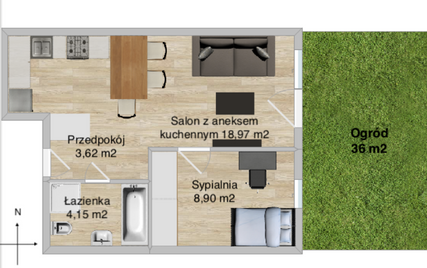 Salon z aneksem
kuchennym 18,97 m2
Przedpokój
3,62 m2
Ogród
36 m2
Sypialnia
8,90 m2
Łazienka
4,15 m2
N